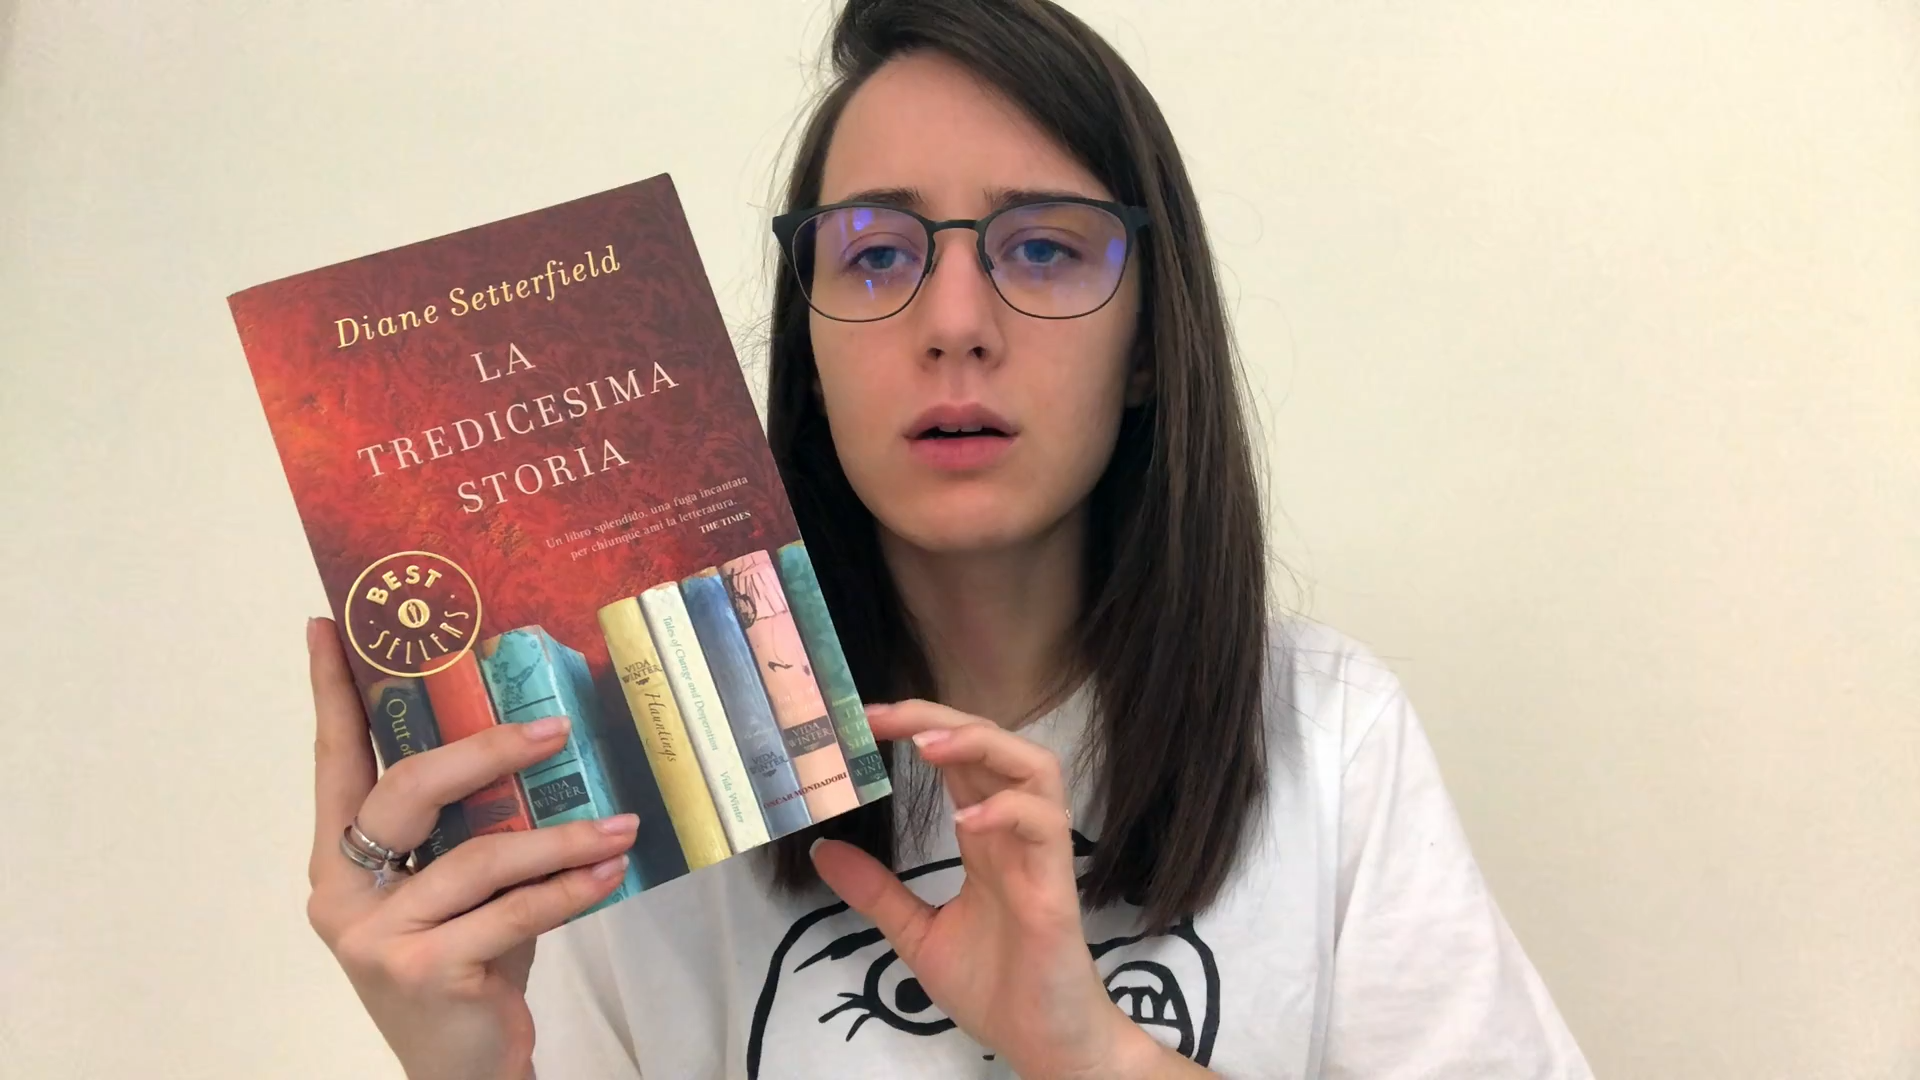 Diane Setterfield
LA
TREDICESIMA
STORIA
Un libro splendido, una fuga incantata
per chiunque ami la letteratura.
THE TIMES
BEST
SELLERS
Out of
VIDA
WINTER
VIDA
WINTER
Hauntings
Tales of Change and Desperation
Vida Winter
VIDA
WINTER
VIDA
WINTER
OSCAR MONDADORI